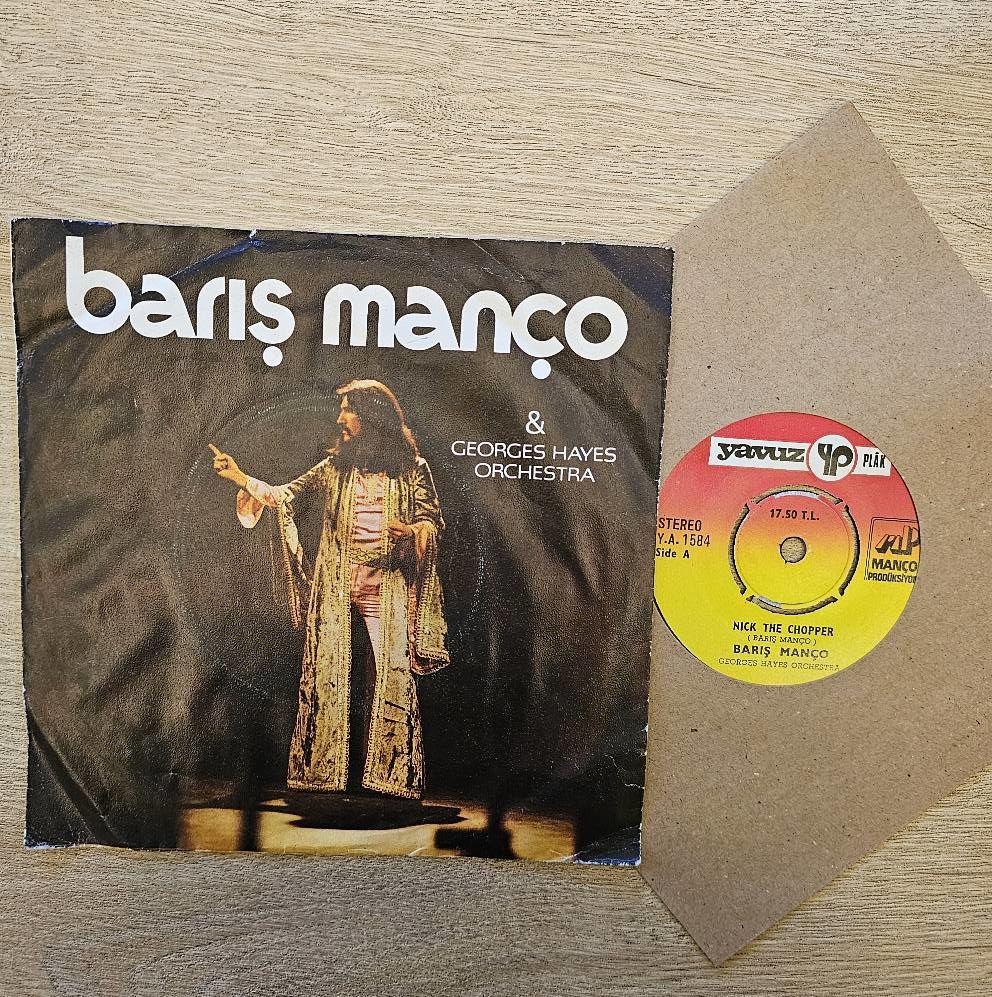 barış manço
&
GEORGES HAYES
ORCHESTRA
yavuz yp PLÂK
17.50 T.L.
STEREO
Y.A. 1584
Side A
MANÇO
PRODÜKSİYON
NICK THE CHOPPER
( BARIŞ MANÇO )
BARIŞ MANÇO
GEORGES HAYES ORCHESTRA